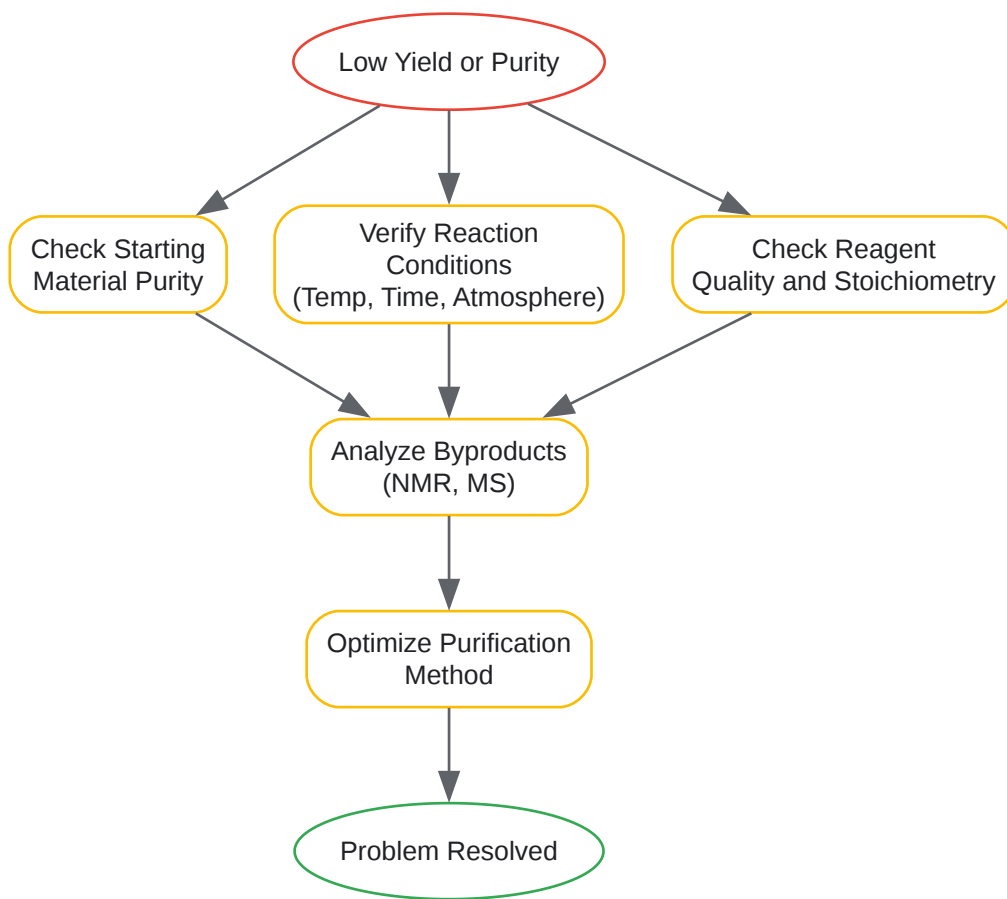 Low Yield or Purity
Check Starting
Material Purity
Verify Reaction
Conditions
(Temp, Time, Atmosphere)
Check Reagent
Quality and Stoichiometry
Analyze Byproducts
(NMR, MS)
Optimize Purification
Method
Problem Resolved